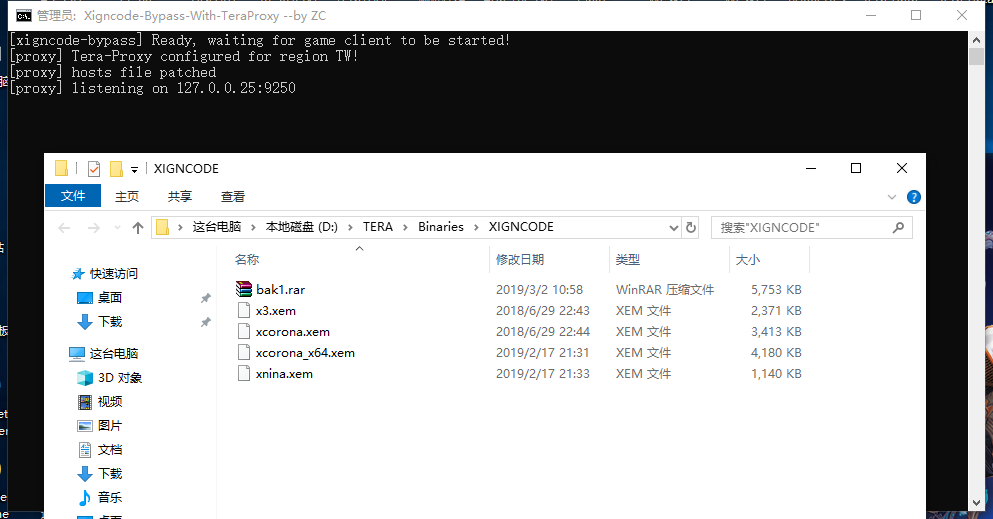 管理员: Xigncode-Bypass-With-TeraProxy --by ZC
[xigncode-bypass] Ready, waiting for game client to be started!
[proxy] Tera-Proxy configured for region TW!
[proxy] hosts file patched
[proxy] listening on 127.0.0.25:9250
XIGNCODE
文件 主页 共享 查看
这台电脑 > 本地磁盘 (D:) > TERA > Binaries > XIGNCODE 搜索"XIGNCODE"
名称 修改日期 类型 大小
快速访问
桌面
下载
这台电脑
3D 对象
视频
图片
文档
下载
音乐
桌面
bak1.rar 2019/3/2 10:58 WinRAR 压缩文件 5,753 KB
x3.xem 2018/6/29 22:43 XEM 文件 2,371 KB
xcorona.xem 2018/6/29 22:44 XEM 文件 3,413 KB
xcorona_x64.xem 2019/2/17 21:31 XEM 文件 4,180 KB
xnina.xem 2019/2/17 21:33 XEM 文件 1,140 KB